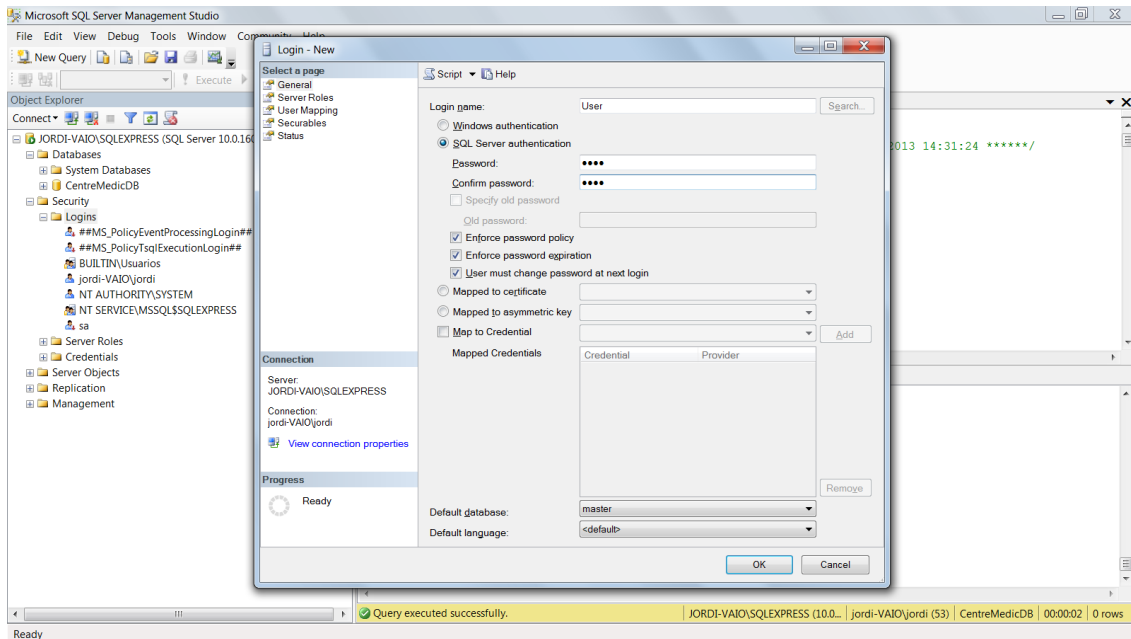 Microsoft SQL Server Management Studio
File Edit View Debug Tools Window Community Help
New Query
Execute
Object Explorer
Connect
JORDI-VAIO\SQLEXPRESS (SQL Server 10.0.160
Databases
System Databases
CentreMedicDB
Security
Logins
##MS_PolicyEventProcessingLogin##
##MS_PolicyTsqlExecutionLogin##
BUILTIN\Usuarios
jordi-VAIO\jordi
NT AUTHORITY\SYSTEM
NT SERVICE\MSSQL$SQLEXPRESS
sa
Server Roles
Credentials
Server Objects
Replication
Management
Login - New
Select a page
General
Server Roles
User Mapping
Securables
Status
Connection
Server:
JORDI-VAIO\SQLEXPRESS
Connection:
jordi-VAIO\jordi
View connection properties
Progress
Ready
Script Help
Login name: User Search...
Windows authentication
SQL Server authentication
Password: ••••
Confirm password: ••••
Specify old password
Old password:
Enforce password policy
Enforce password expiration
User must change password at next login
Mapped to certificate
Mapped to asymmetric key
Map to Credential Add
Mapped Credentials Credential Provider
Remove
Default database: master
Default language: <default>
OK Cancel
2013 14:31:24 ******/
Query executed successfully. JORDI-VAIO\SQLEXPRESS (10.0... jordi-VAIO\jordi (53) CentreMedicDB 00:00:02 0 rows
Ready